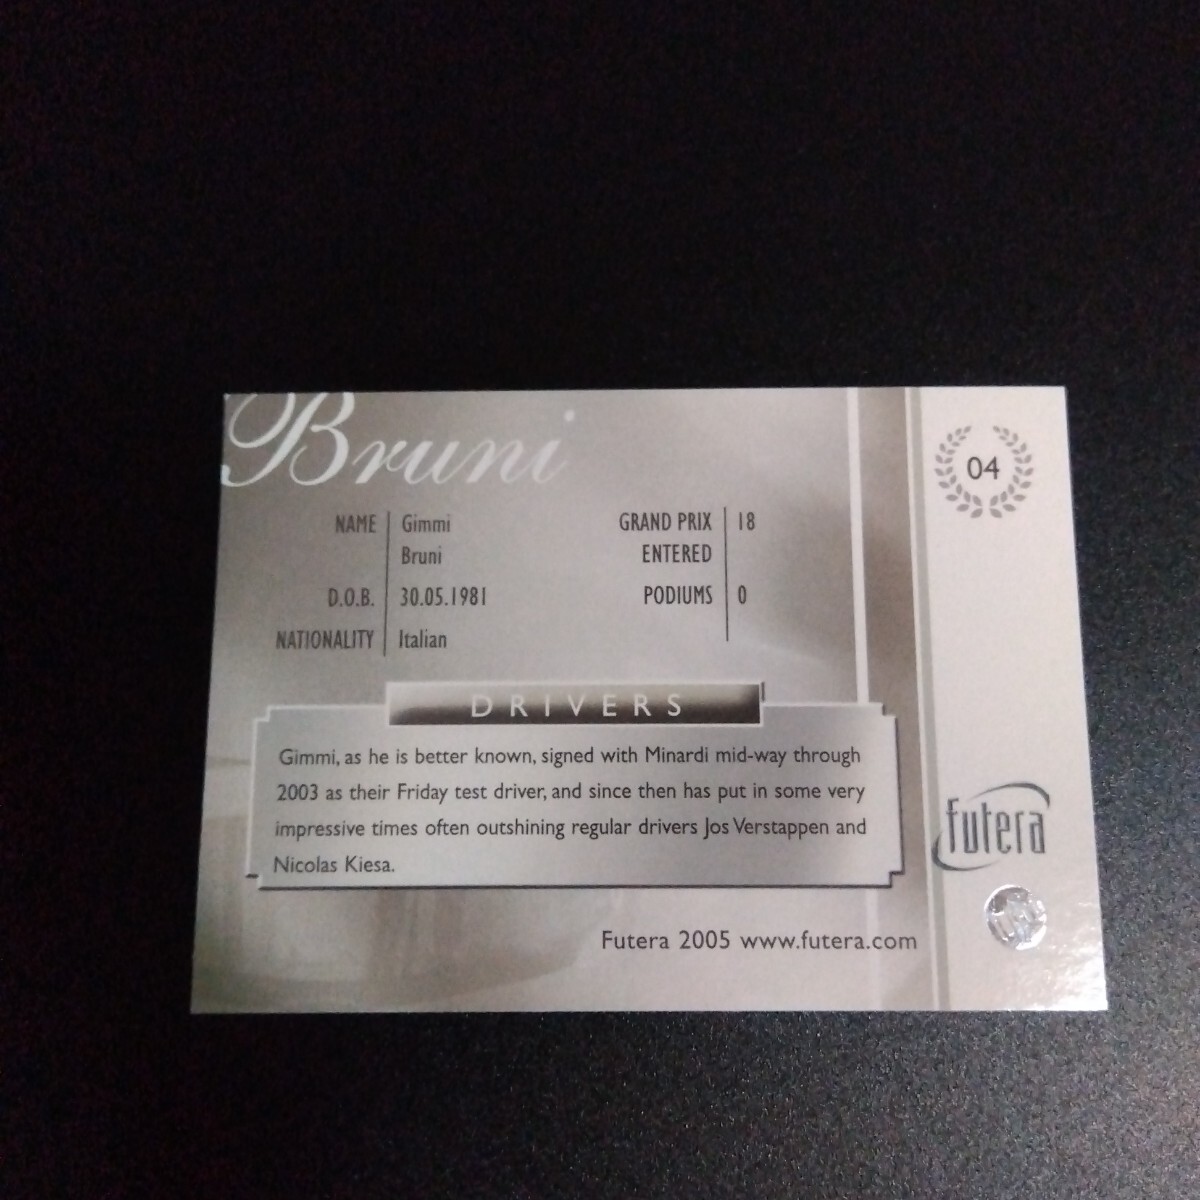 Bruni
04
NAME Gimmi
Bruni
D.O.B. 30.05.1981
NATIONALITY Italian
GRAND PRIX 18
ENTERED
PODIUMS 0
DRIVERS
Gimmi, as he is better known, signed with Minardi mid-way through
2003 as their Friday test driver, and since then has put in some very
impressive times often outshining regular drivers Jos Verstappen and
Nicolas Kiesa.
futera
Futera 2005 www.futera.com